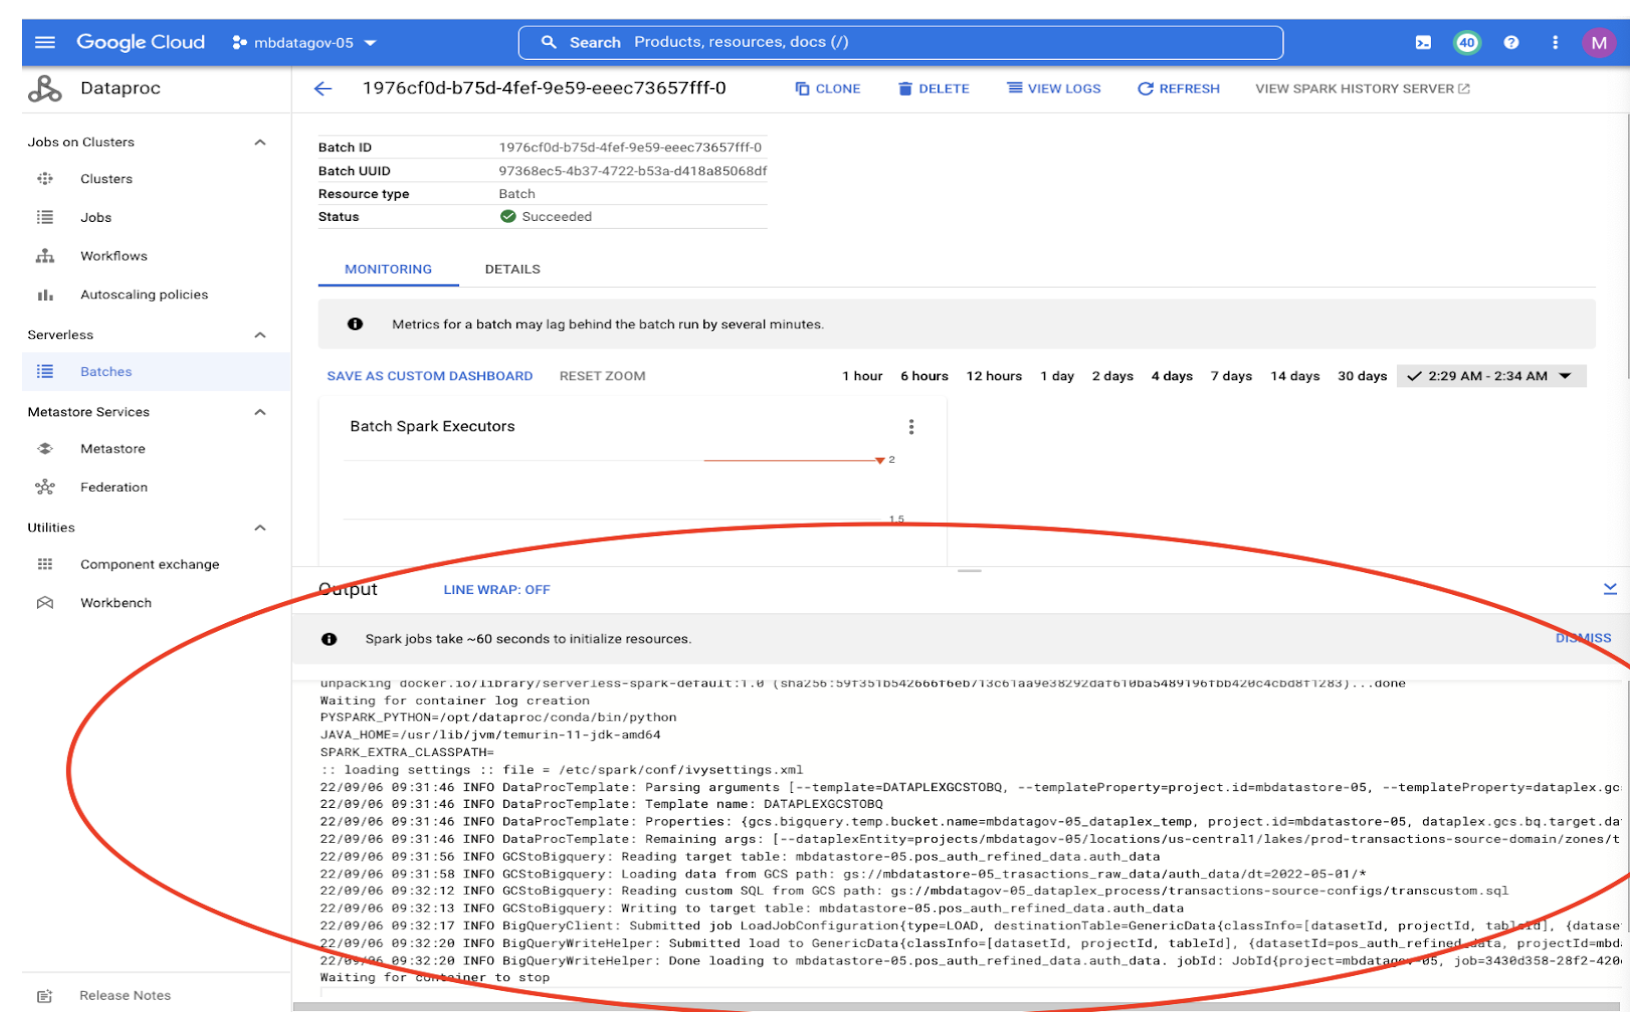 Google Cloud mbdatagov-05 Search Products, resources, docs (/) 40 M
Dataproc
1976cf0d-b75d-4fef-9e59-eeec73657fff-0 CLONE DELETE VIEW LOGS REFRESH VIEW SPARK HISTORY SERVER
Jobs on Clusters
Clusters
Jobs
Workflows
Autoscaling policies
Serverless
Batches
Metastore Services
Metastore
Federation
Utilities
Component exchange
Workbench
Release Notes
Batch ID 1976cf0d-b75d-4fef-9e59-eeec73657fff-0
Batch UUID 97368ec5-4b37-4722-b53a-d418a85068df
Resource type Batch
Status Succeeded
MONITORING DETAILS
Metrics for a batch may lag behind the batch run by several minutes.
SAVE AS CUSTOM DASHBOARD RESET ZOOM 1 hour 6 hours 12 hours 1 day 2 days 4 days 7 days 14 days 30 days 2:29 AM - 2:34 AM
Batch Spark Executors
2
1.5
Output LINE WRAP: OFF
Spark jobs take ~60 seconds to initialize resources. DISMISS
unpacking docker.io/library/serverless-spark-default:1.0 ...done
Waiting for container log creation
PYSPARK_PYTHON=/opt/dataproc/conda/bin/python
JAVA_HOME=/usr/lib/jvm/temurin-11-jdk-amd64
SPARK_EXTRA_CLASSPATH=
:: loading settings :: file = /etc/spark/conf/ivysettings.xml
22/09/06 09:31:46 INFO DataProcTemplate: Parsing arguments [--template=DATAPLEXGCSTOBQ, --templateProperty=project.id=mbdatastore-05, --templateProperty=dataplex.gc
22/09/06 09:31:46 INFO DataProcTemplate: Template name: DATAPLEXGCSTOBQ
22/09/06 09:31:46 INFO DataProcTemplate: Properties: {gcs.bigquery.temp.bucket.name=mbdatagov-05_dataplex_temp, project.id=mbdatastore-05, dataplex.gcs.bq.target.da
22/09/06 09:31:46 INFO DataProcTemplate: Remaining args: [--dataplexEntity=projects/mbdatagov-05/locations/us-central1/lakes/prod-transactions-source-domain/zones/t
22/09/06 09:31:56 INFO GCStoBigquery: Reading target table: mbdatastore-05.pos_auth_refined_data.auth_data
22/09/06 09:31:58 INFO GCStoBigquery: Loading data from GCS path: gs://mbdatastore-05_trasactions_raw_data/auth_data/dt=2022-05-01/*
22/09/06 09:32:12 INFO GCStoBigquery: Reading custom SQL from GCS path: gs://mbdatagov-05_dataplex_process/transactions-source-configs/transcustom.sql
22/09/06 09:32:13 INFO GCStoBigquery: Writing to target table: mbdatastore-05.pos_auth_refined_data.auth_data
22/09/06 09:32:17 INFO BigQueryClient: Submitted job LoadJobConfiguration{type=LOAD, destinationTable=GenericData{classInfo=[datasetId, projectId, tableId], {datase
22/09/06 09:32:20 INFO BigQueryWriteHelper: Submitted load to GenericData{classInfo=[datasetId, projectId, tableId], {datasetId=pos_auth_refined_data, projectId=mbd
22/09/06 09:32:20 INFO BigQueryWriteHelper: Done loading to mbdatastore-05.pos_auth_refined_data.auth_data. jobId: JobId{project=mbdatagov-05, job=3430d358-28f2-420
Waiting for container to stop